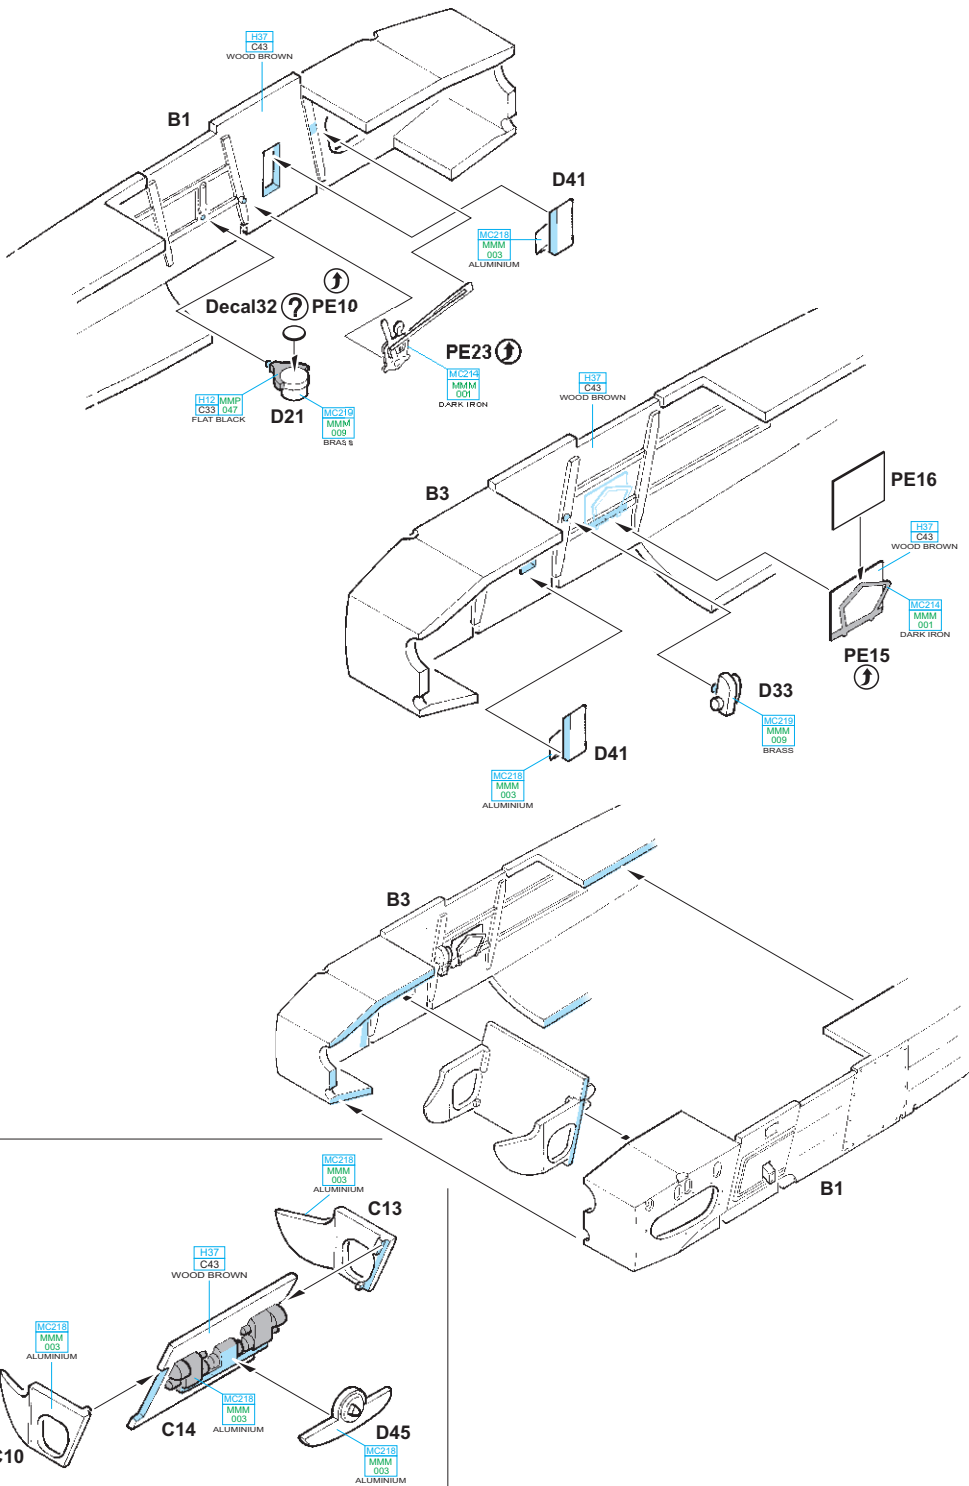 H37
C43
WOOD BROWN
B1
D41
MC218
MMM
003
ALUMINIUM
Decal32 ? PE10
PE23
MC214
MMM
001
DARK IRON
H12 MMP
C33 047
FLAT BLACK
D21
MC219
MMM
009
BRASS
H37
C43
WOOD BROWN
B3
PE16
H37
C43
WOOD BROWN
MC214
MMM
001
DARK IRON
PE15
D33
MC219
MMM
009
BRASS
D41
MC218
MMM
003
ALUMINIUM
B3
B1
MC218
MMM
003
ALUMINIUM
C13
H37
C43
WOOD BROWN
MC218
MMM
003
ALUMINIUM
MC218
MMM
003
ALUMINIUM
C14
D45
C10
MC218
MMM
003
ALUMINIUM